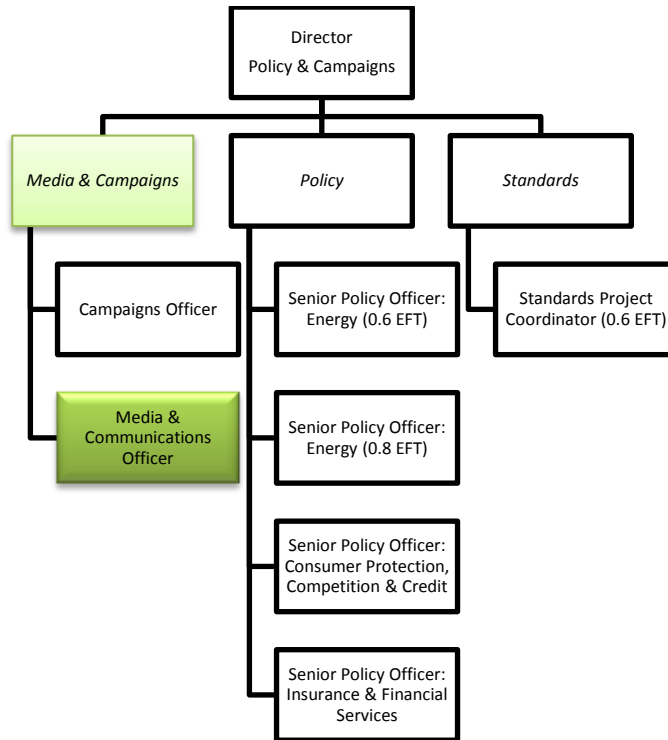 Director
Policy & Campaigns
Media & Campaigns
Policy
Standards
Campaigns Officer
Senior Policy Officer:
Energy (0.6 EFT)
Standards Project
Coordinator (0.6 EFT)
Media &
Communications
Officer
Senior Policy Officer:
Energy (0.8 EFT)
Senior Policy Officer:
Consumer Protection,
Competition & Credit
Senior Policy Officer:
Insurance & Financial
Services